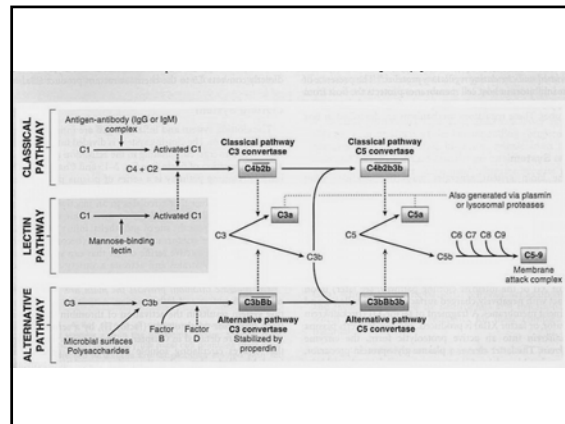 CLASSICAL
PATHWAY
Antigen-antibody (IgG or IgM)
complex
C1
Activated C1
C4 + C2
Classical pathway
C3 convertase
C4b2b
Classical pathway
C5 convertase
C4b2b3b
LECTIN
PATHWAY
C1
Activated C1
Mannose-binding
lectin
C3
C3a
C3b
C5
C5a
C5b
Also generated via plasmin
or lysosomal proteases
C6 C7 C8 C9
C5-9
Membrane
attack complex
ALTERNATIVE
PATHWAY
C3
C3b
Microbial surfaces
Polysaccharides
Factor
B
Factor
D
C3bBb
Alternative pathway
C3 convertase
Stabilized by
properdin
C3bBb3b
Alternative pathway
C5 convertase